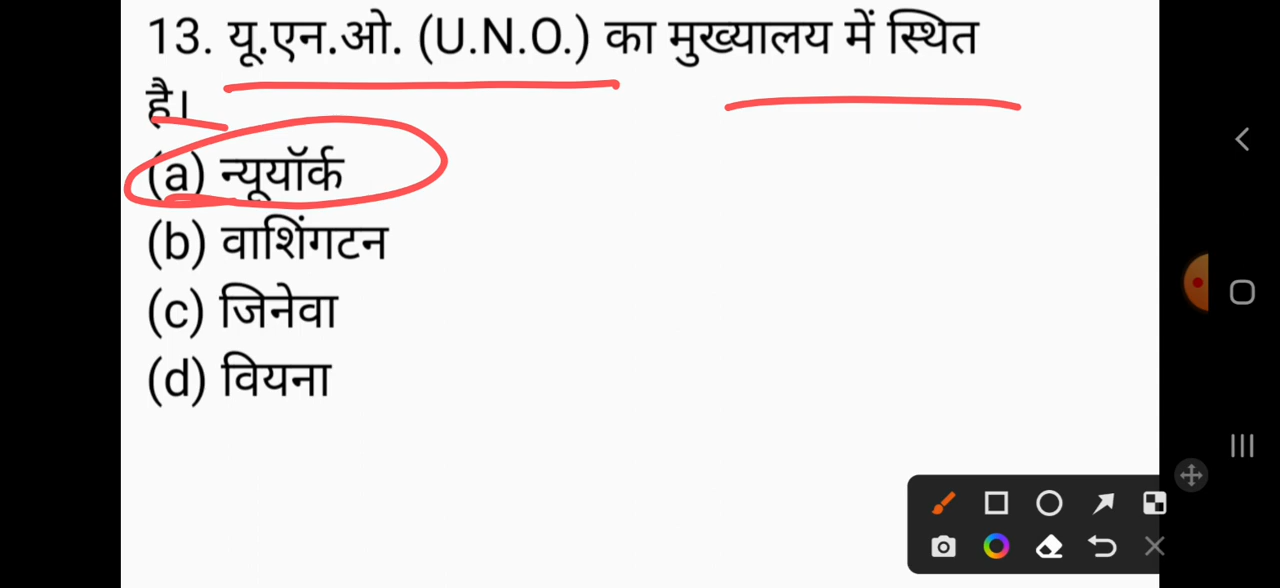 13. यू.एन.ओ. (U.N.O.) का मुख्यालय में स्थित
है।
(a) न्यूयॉर्क
(b) वाशिंगटन
(c) जिनेवा
(d) वियना